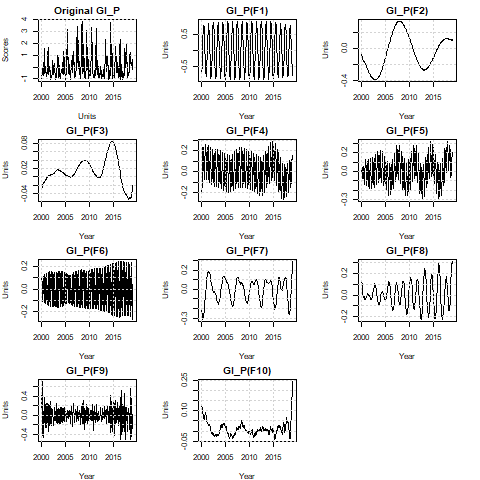 Original GI_P GI_P(F1) GI_P(F2)
Scores -1 1 2 3 4 Units -0.5 0.5 Units -0.4 0.0
2000 2005 2010 2015 2000 2005 2010 2015 2000 2005 2010 2015
Units Year Year
GI_P(F3) GI_P(F4) GI_P(F5)
Units -0.04 0.02 0.08 Units -0.2 0.0 0.2 Units -0.3 0.0 0.2
2000 2005 2010 2015 2000 2005 2010 2015 2000 2005 2010 2015
Year Year Year
GI_P(F6) GI_P(F7) GI_P(F8)
Units -0.2 0.0 0.2 Units -0.3 0.0 0.2 Units -0.2 0.0 0.2
2000 2005 2010 2015 2000 2005 2010 2015 2000 2005 2010 2015
Year Year Year
GI_P(F9) GI_P(F10)
Units -0.4 0.0 0.4 Units -0.05 0.10 0.25
2000 2005 2010 2015 2000 2005 2010 2015
Year Year